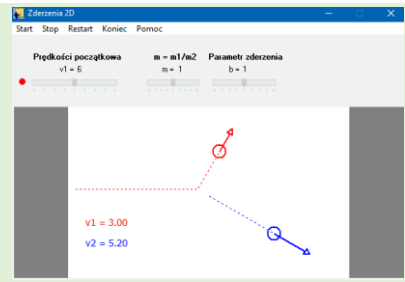 Zderzenia 2D
Start Stop Restart Koniec Pomoc
Prędkości początkowa m = m1/m2 Parametr zderzenia
v1 = 6 m = 1 b = 1
v1 = 3.00
v2 = 5.20